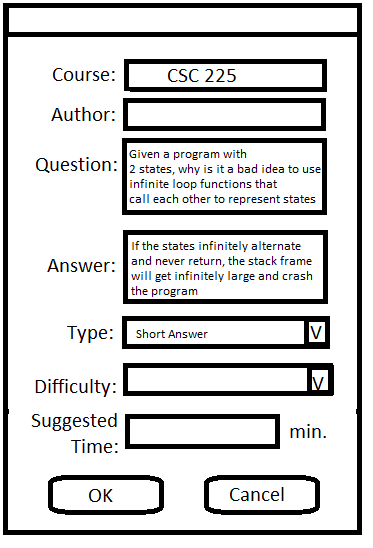 Course: CSC 225
Author:
Question: Given a program with
2 states, why is it a bad idea to use
infinite loop functions that
call each other to represent states
Answer: If the states infinitely alternate
and never return, the stack frame
will get infinitely large and crash
the program
Type: Short Answer V
Difficulty: V
Suggested
Time: min.
OK Cancel